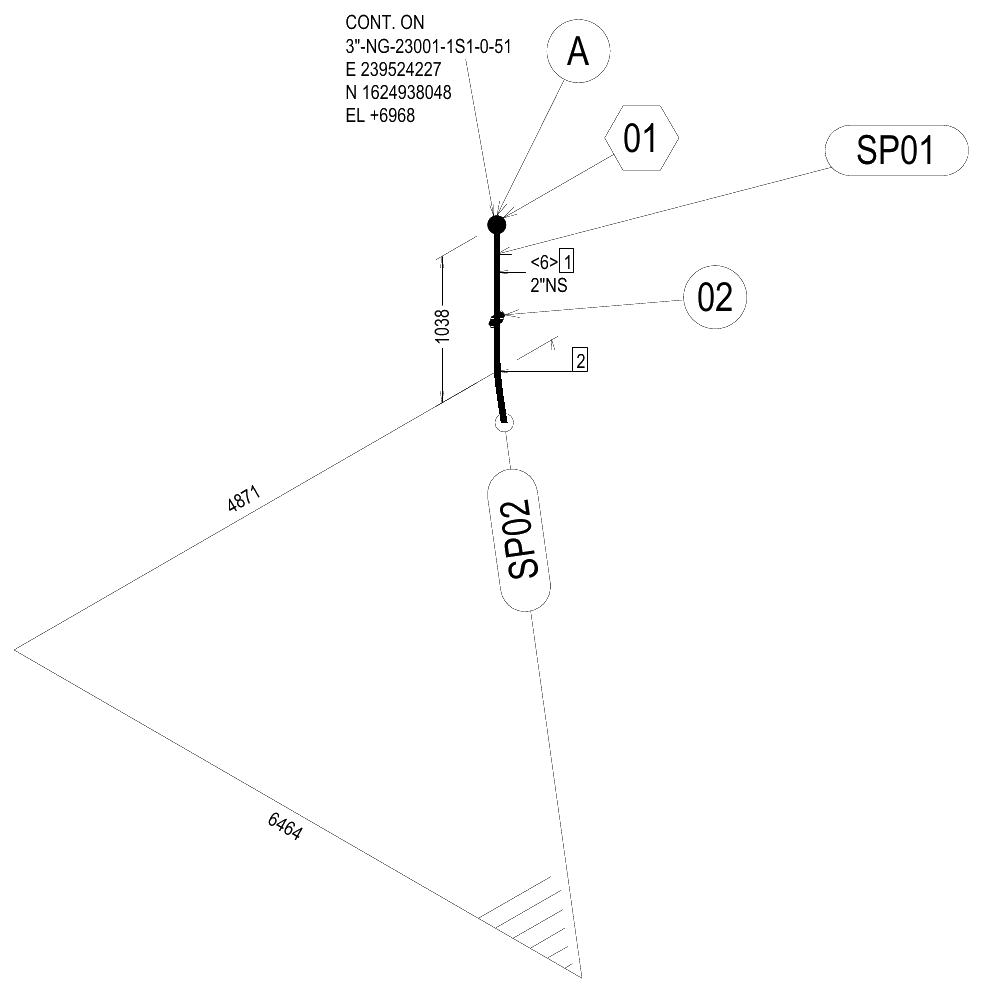 CONT. ON
3"-NG-23001-1S1-0-51
E 239524227
N 1624938048
EL +6968
A
01
SP01
<6> 1
2"NS
02
1038
2
4871
SP02
6464